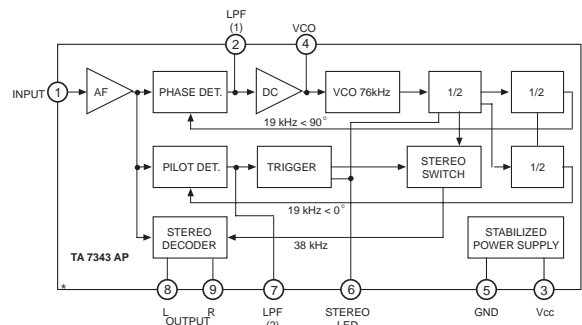 LPF
(1)
VCO
2
4
INPUT
1
AF
PHASE DET.
DC
VCO 76kHz
1/2
1/2
19 kHz < 90°
PILOT DET.
TRIGGER
STEREO
SWITCH
1/2
19 kHz < 0°
STEREO
DECODER
38 kHz
STABILIZED
POWER SUPPLY
TA 7343 AP
*
8
9
7
6
5
3
L
R
OUTPUT
LPF
(2)
STEREO
LED
GND
Vcc